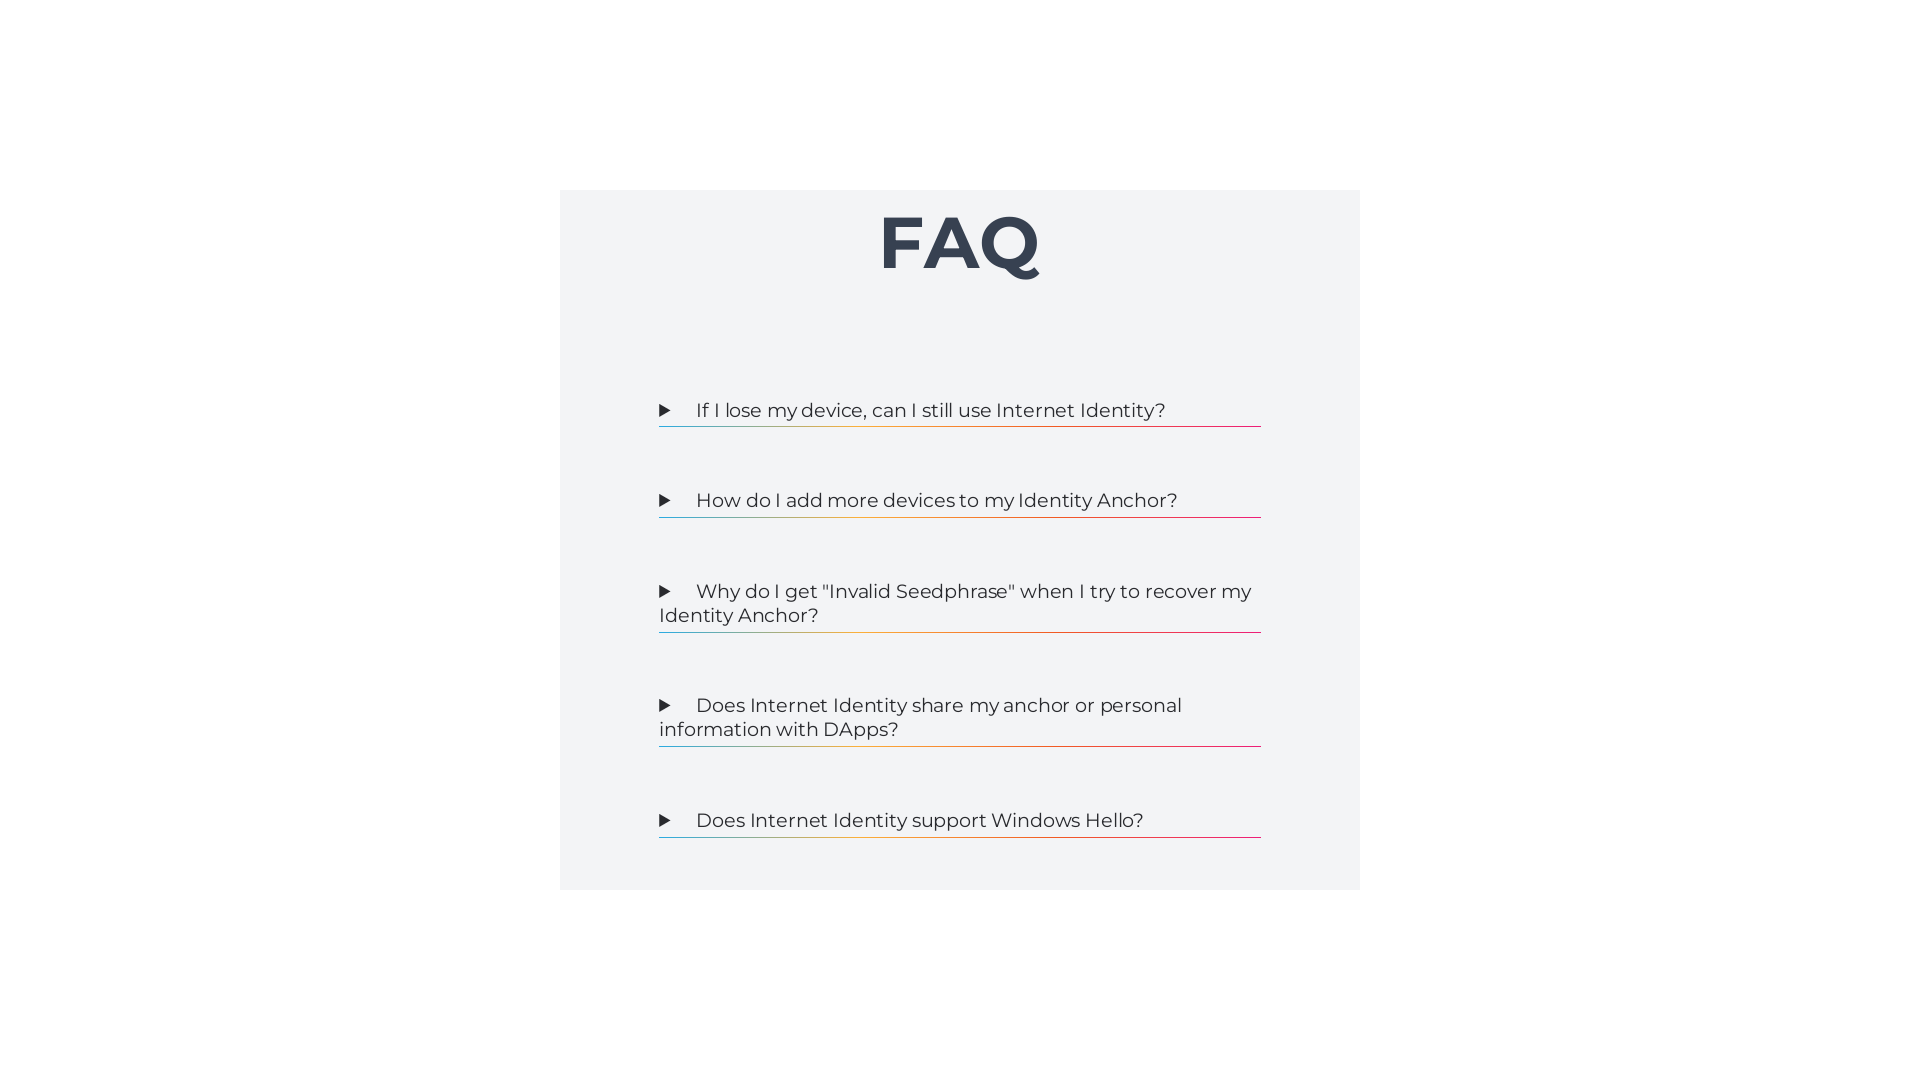 FAQ
If I lose my device, can I still use Internet Identity?
How do I add more devices to my Identity Anchor?
Why do I get "Invalid Seedphrase" when I try to recover my
Identity Anchor?
Does Internet Identity share my anchor or personal
information with DApps?
Does Internet Identity support Windows Hello?